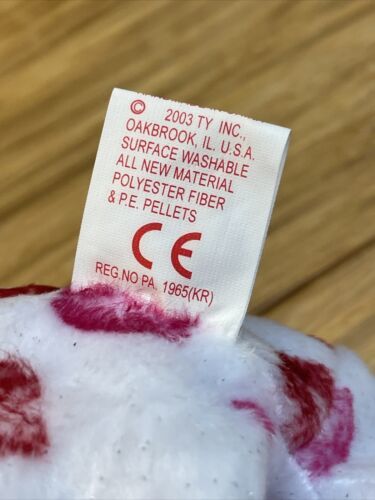 © 2003 TY INC.,
OAKBROOK, IL. U.S.A.
SURFACE WASHABLE
ALL NEW MATERIAL
POLYESTER FIBER
& P.E. PELLETS
CE
REG.NO PA. 1965(KR)